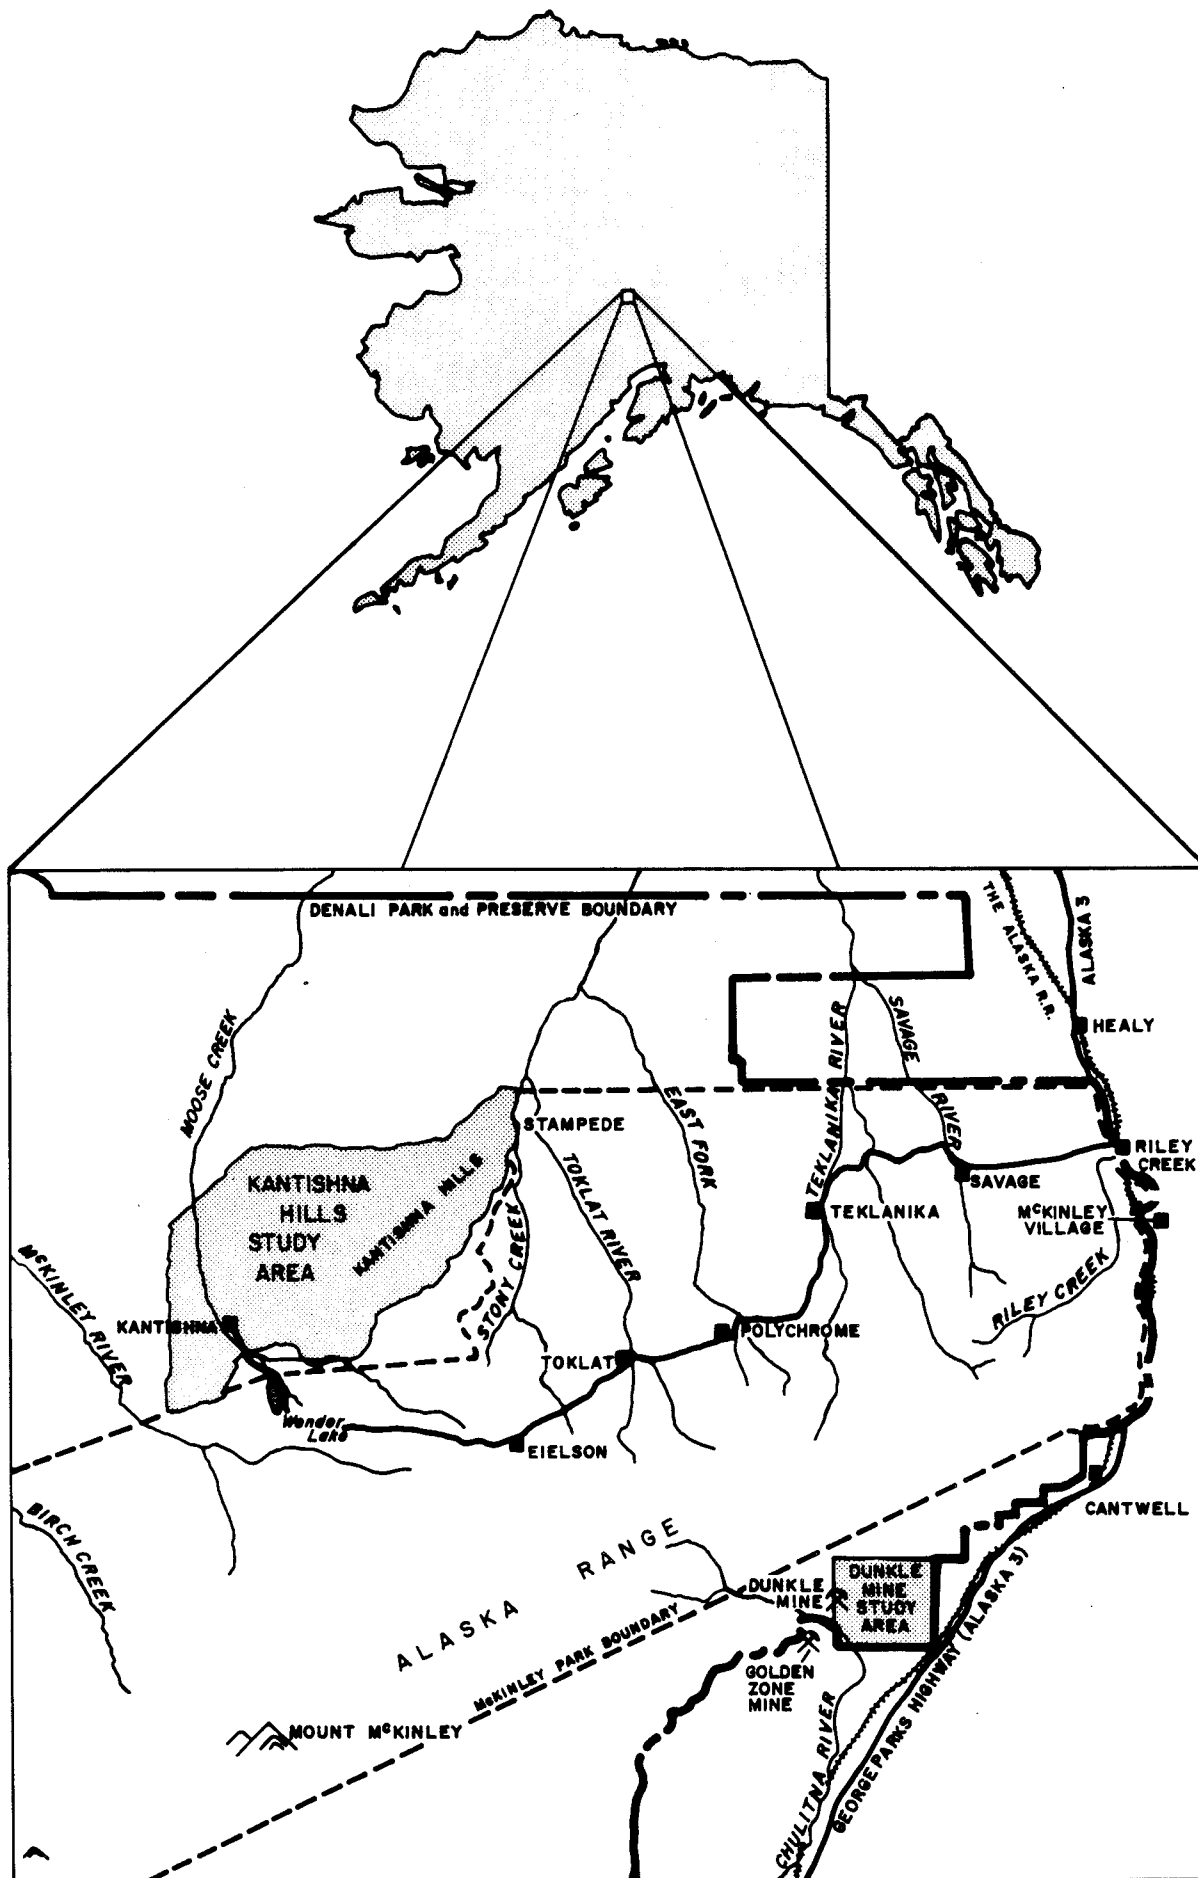 DENALI PARK and PRESERVE BOUNDARY
THE ALASKA R.R.
ALASKA 3
HEALY
MOOSE CREEK
SAVAGE
RIVER
TEKLANIKA RIVER
EAST FORK
STAMPEDE
TOKLAT RIVER
RILEY
CREEK
SAVAGE
KANTISHNA
HILLS
STUDY
AREA
KANTISHNA HILLS
STONY CREEK
TEKLANIKA
McKINLEY
VILLAGE
McKINLEY RIVER
RILEY CREEK
KANTISHNA
POLYCHROME
TOKLAT
Wonder
Lake
EIELSON
CANTWELL
BIRCH CREEK
ALASKA RANGE
DUNKLE
MINE
DUNKLE
MINE
STUDY
AREA
McKINLEY PARK BOUNDARY
GOLDEN
ZONE
MINE
MOUNT McKINLEY
CHULITNA RIVER
GEORGE PARKS HIGHWAY (ALASKA 3)